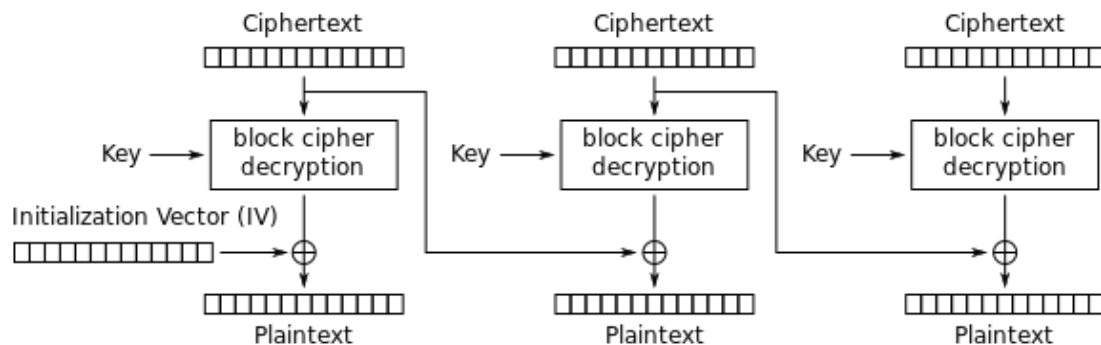 Ciphertext
Ciphertext
Ciphertext
Key
block cipher
decryption
Key
block cipher
decryption
Key
block cipher
decryption
Initialization Vector (IV)
Plaintext
Plaintext
Plaintext